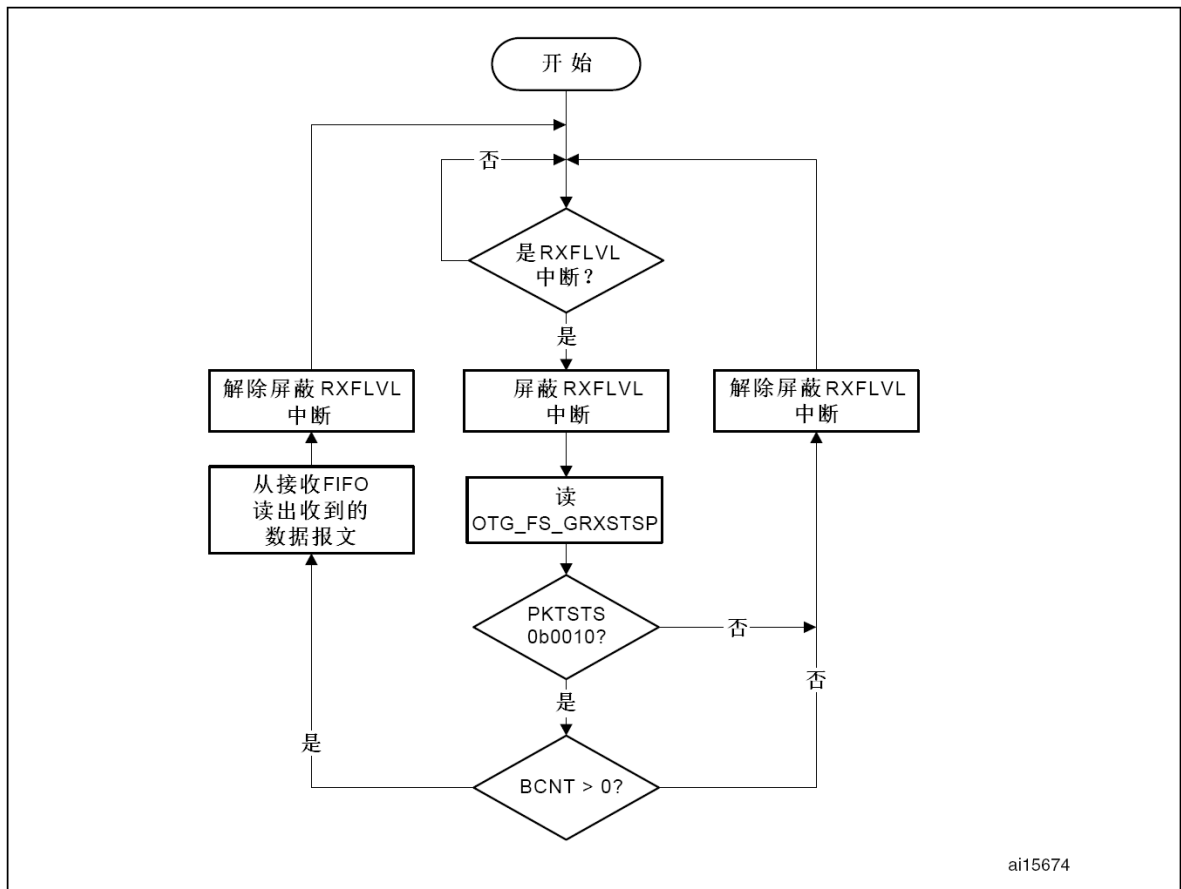 开始
否
是RXFLVL
中断？
是
解除屏蔽RXFLVL
中断
屏蔽RXFLVL
中断
解除屏蔽RXFLVL
中断
从接收FIFO
读出收到的
数据报文
读
OTG_FS_GRXSTSP
PKTSTS
0b0010?
否
否
是
是
BCNT > 0?
ai15674